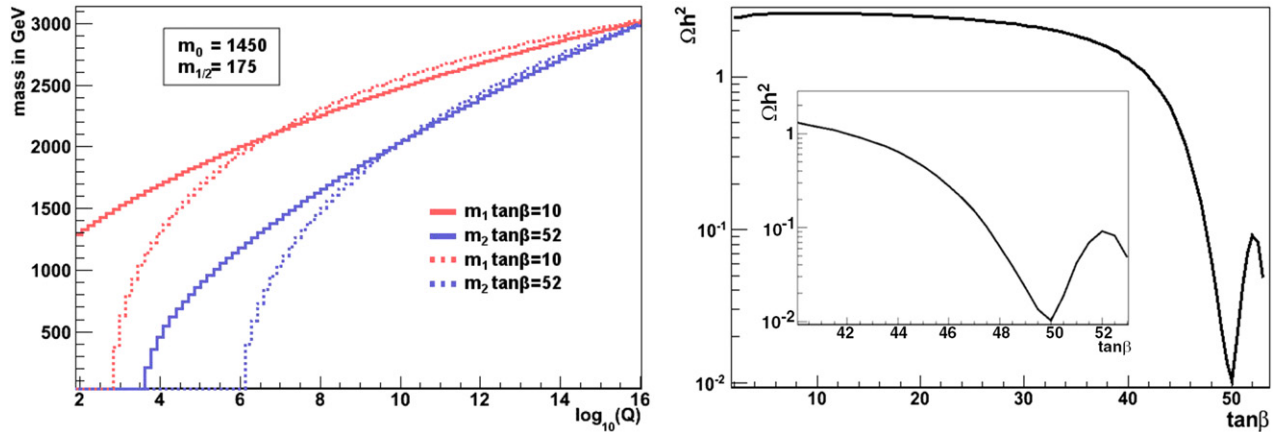 mass in GeV
3000
2500
2000
1500
1000
500
m₀ = 1450
m₁/₂= 175
m₁ tanβ=10
m₂ tanβ=52
m₁ tanβ=10
m₂ tanβ=52
2 4 6 8 10 12 14 16
log₁₀(Q)
Ωh²
1
10⁻¹
10⁻²
10 20 30 40 50
tanβ
Ωh²
1
10⁻¹
10⁻²
42 44 46 48 50 52
tanβ